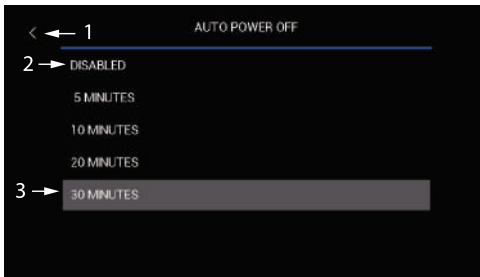 < 1 AUTO POWER OFF
2 DISABLED
5 MINUTES
10 MINUTES
20 MINUTES
3 30 MINUTES